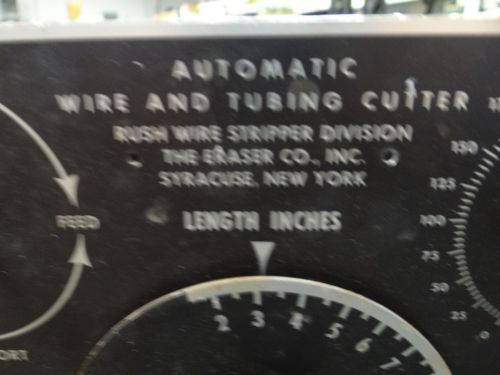 AUTOMATIC
WIRE AND TUBING CUTTER
RUSH WIRE STRIPPER DIVISION
THE ERASER CO., INC.
SYRACUSE, NEW YORK
FEED
LENGTH INCHES
2 3 4 5 6 7
150
125
100
75
50
25
0
ORT